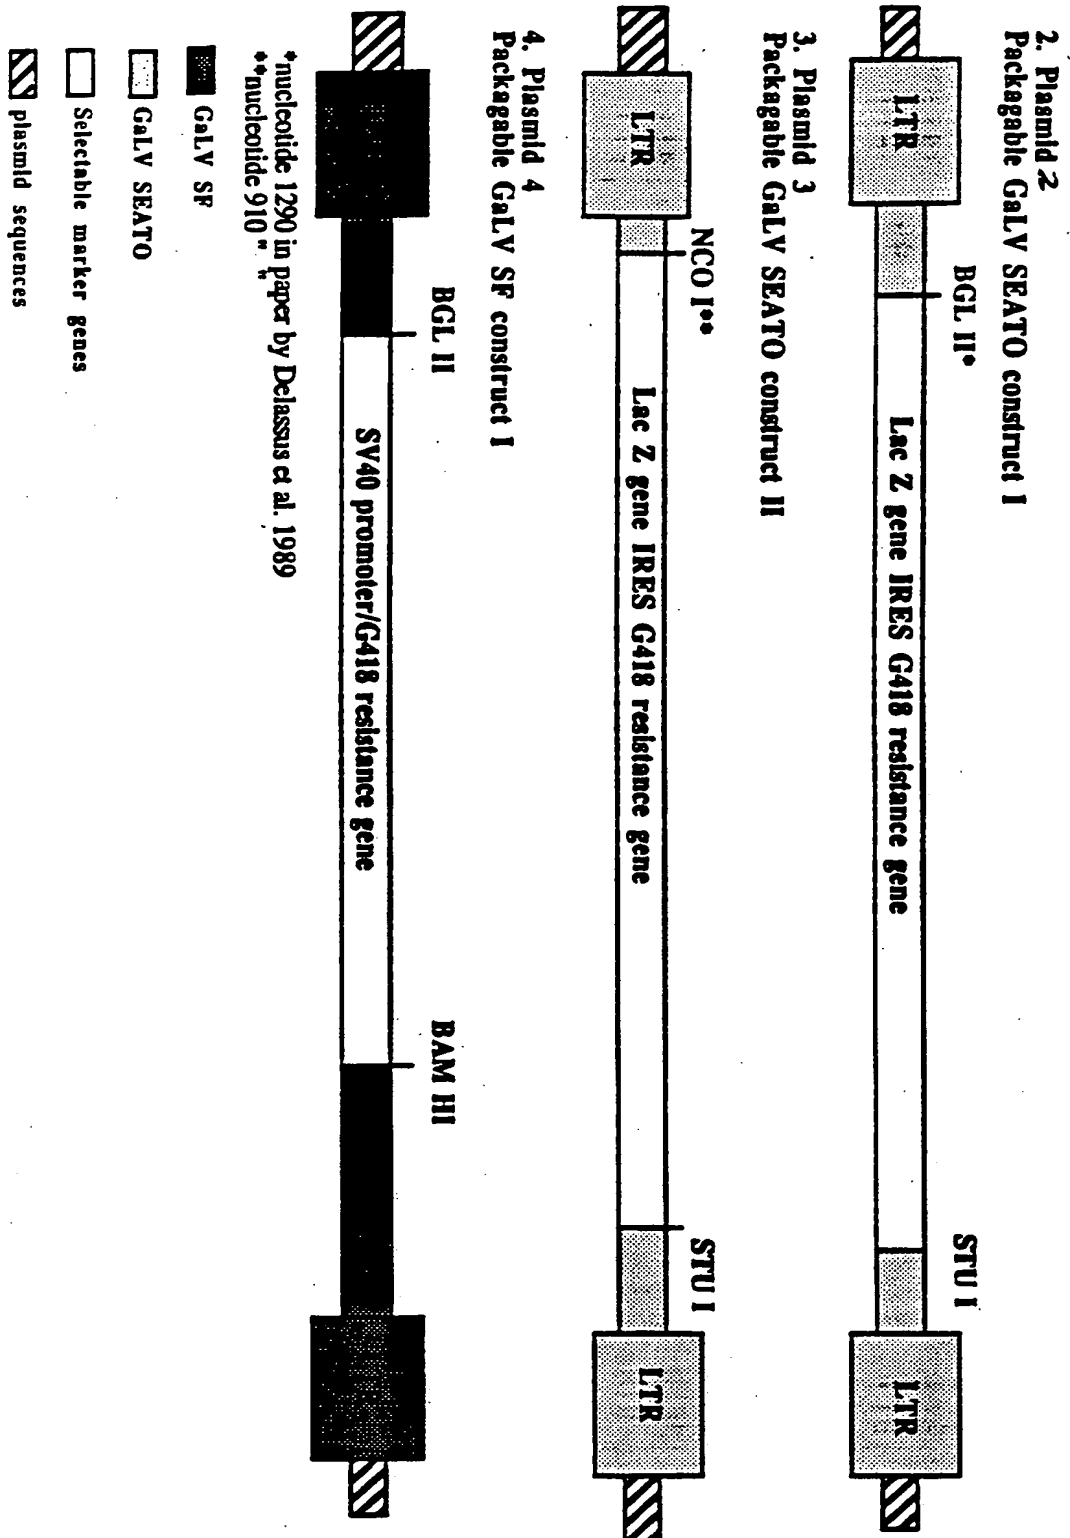 2. Plasmid 2
Packagable GaLV SEATO construct I
BGL II*
STU I
LTR
Lac Z gene IRES G418 resistance gene
LTR
3. Plasmid 3
Packagable GaLV SEATO construct II
NCO I**
STU I
LTR
Lac Z gene IRES G418 resistance gene
LTR
4. Plasmid 4
Packagable GaLV SF construct I
BGL II
BAM HI
SV40 promoter/G418 resistance gene
*nucleotide 1290 in paper by Delassus et al. 1989
**nucleotide 910 " "
GaLV SF
GaLV SEATO
Selectable marker genes
plasmid sequences